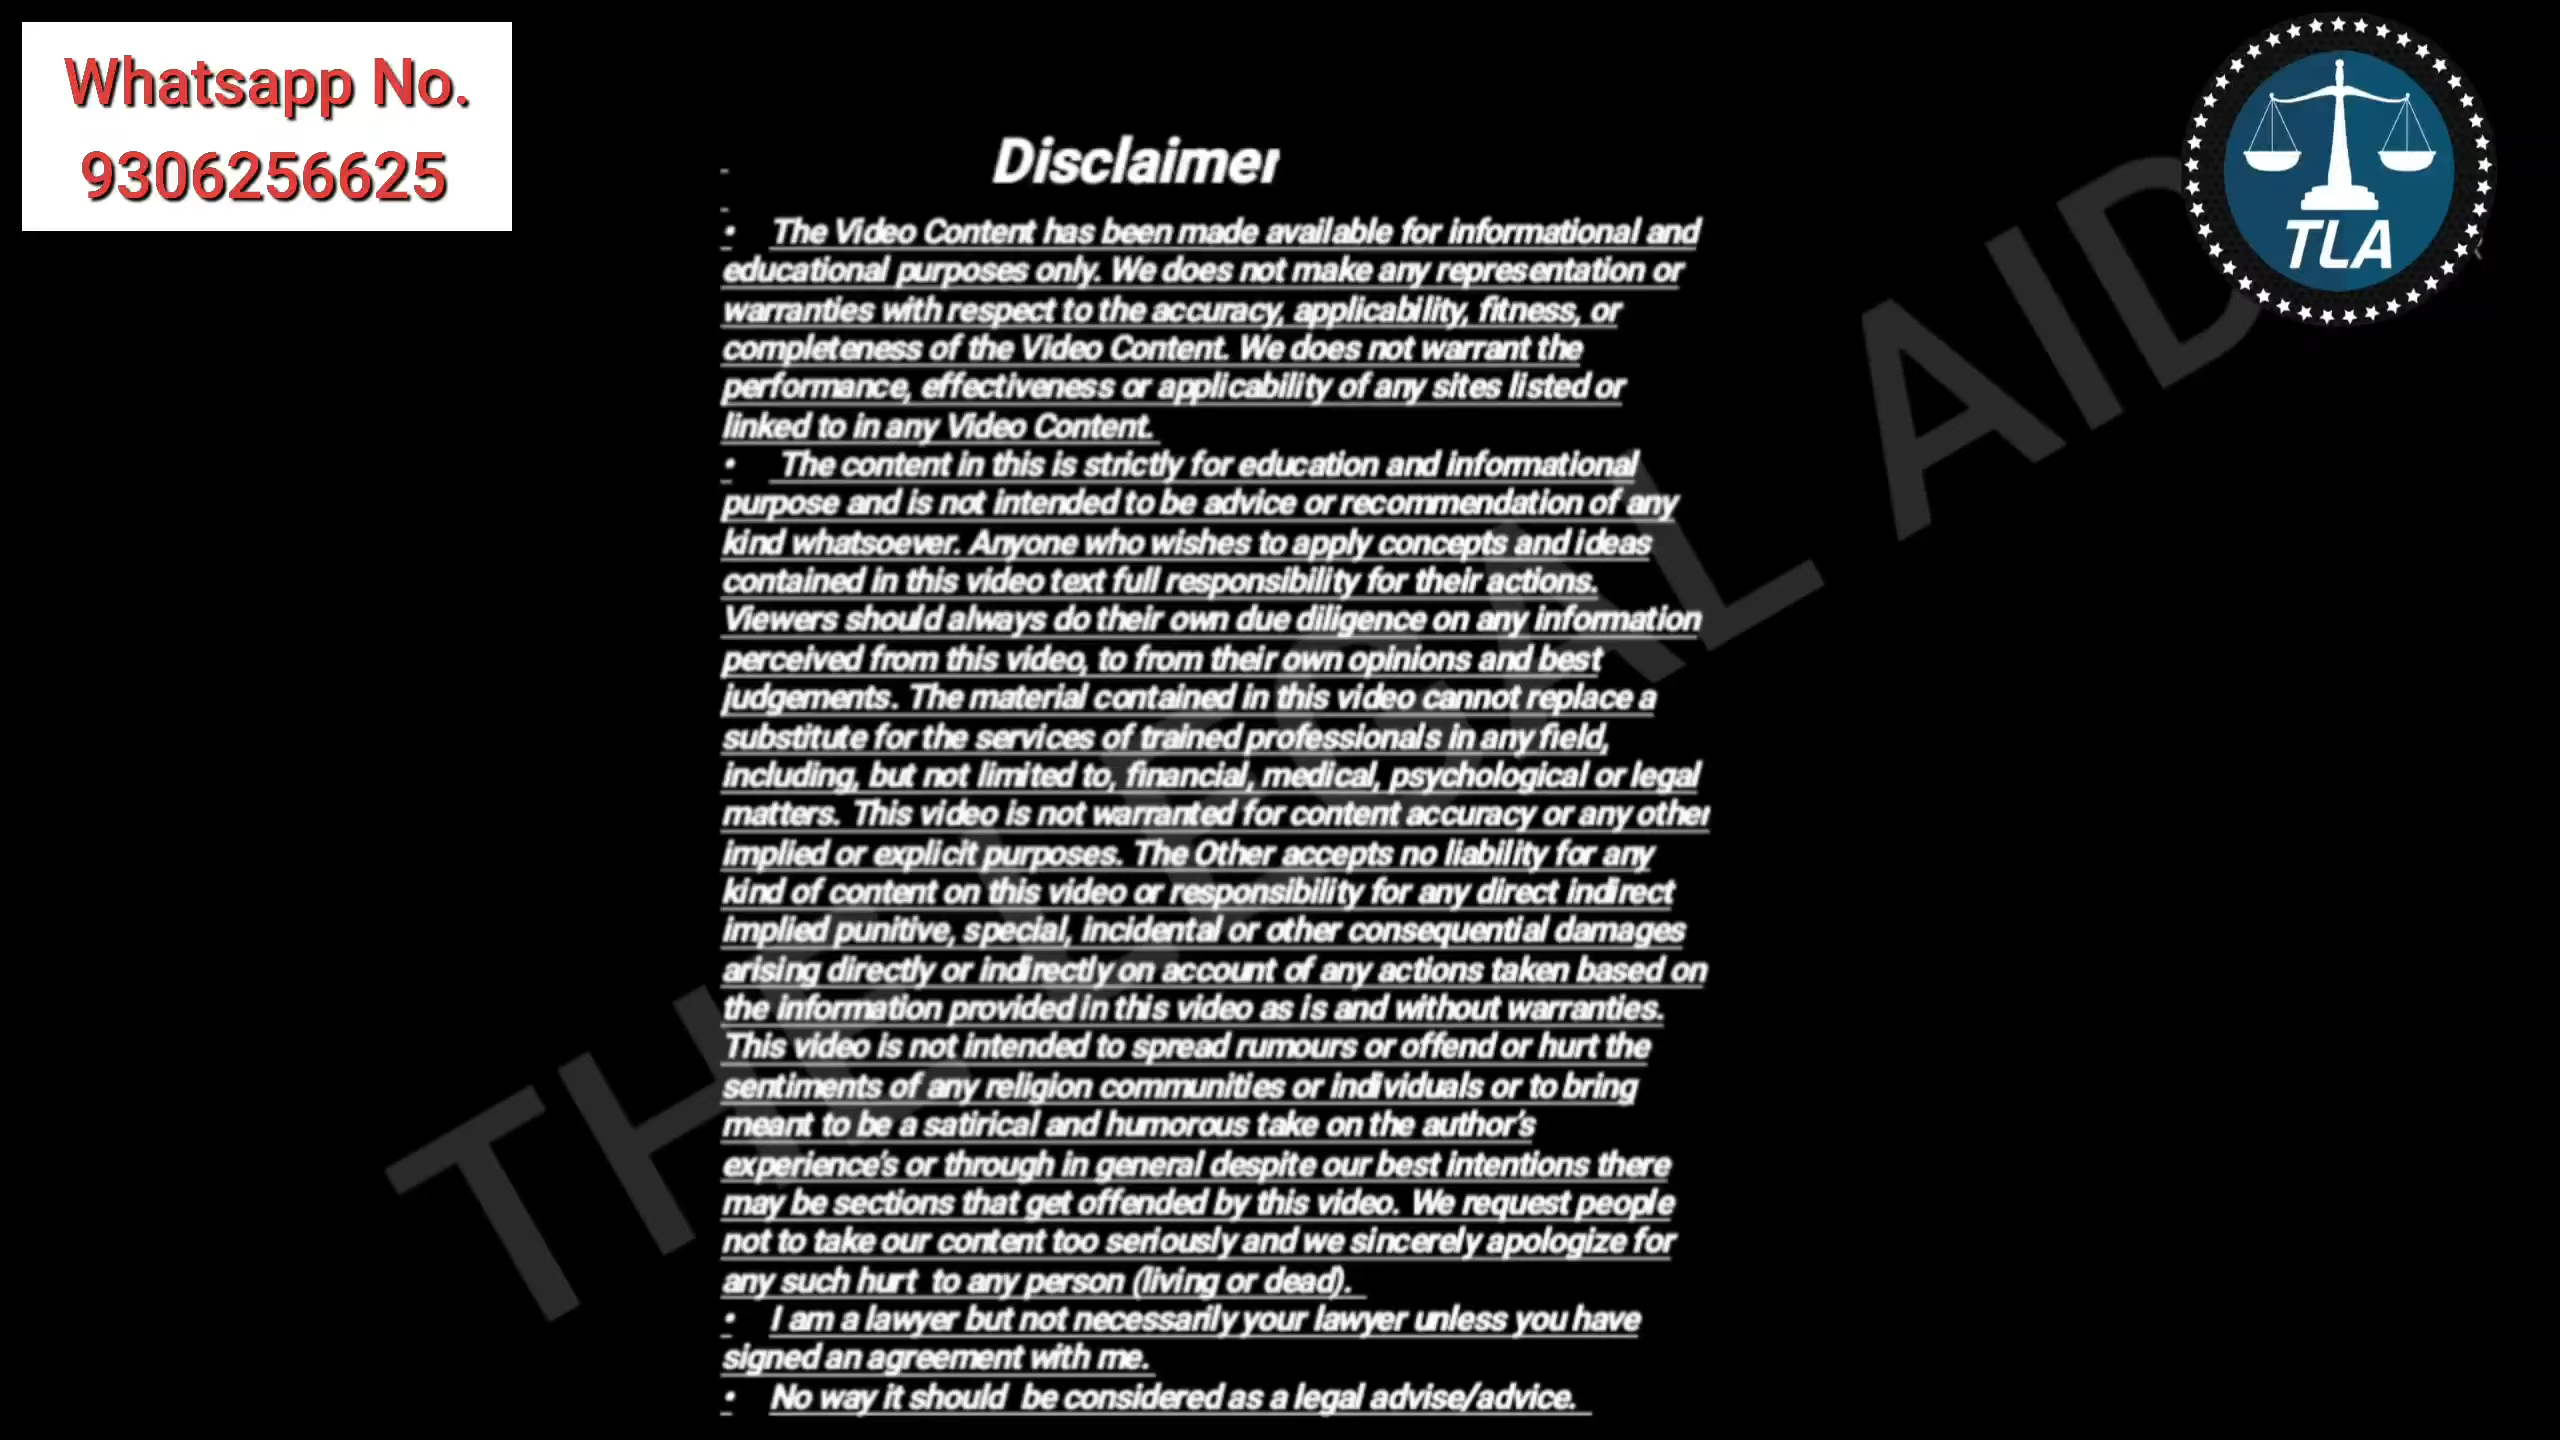 Whatsapp No.
9306256625
TLA
Disclaimer
• The Video Content has been made available for informational and
educational purposes only. We does not make any representation or
warranties with respect to the accuracy, applicability, fitness, or
completeness of the Video Content. We does not warrant the
performance, effectiveness or applicability of any sites listed or
linked to in any Video Content.
• The content in this is strictly for education and informational
purpose and is not intended to be advice or recommendation of any
kind whatsoever. Anyone who wishes to apply concepts and ideas
contained in this video text full responsibility for their actions.
Viewers should always do their own due diligence on any information
perceived from this video, to from their own opinions and best
judgements. The material contained in this video cannot replace a
substitute for the services of trained professionals in any field,
including, but not limited to, financial, medical, psychological or legal
matters. This video is not warranted for content accuracy or any other
implied or explicit purposes. The Other accepts no liability for any
kind of content on this video or responsibility for any direct indirect
implied punitive, special, incidental or other consequential damages
arising directly or indirectly on account of any actions taken based on
the information provided in this video as is and without warranties.
This video is not intended to spread rumours or offend or hurt the
sentiments of any religion communities or individuals or to bring
meant to be a satirical and humorous take on the author's
experience's or through in general despite our best intentions there
may be sections that get offended by this video. We request people
not to take our content too seriously and we sincerely apologize for
any such hurt to any person (living or dead).
• I am a lawyer but not necessarily your lawyer unless you have
signed an agreement with me.
• No way it should be considered as a legal advise/advice.
THE LEGAL AID